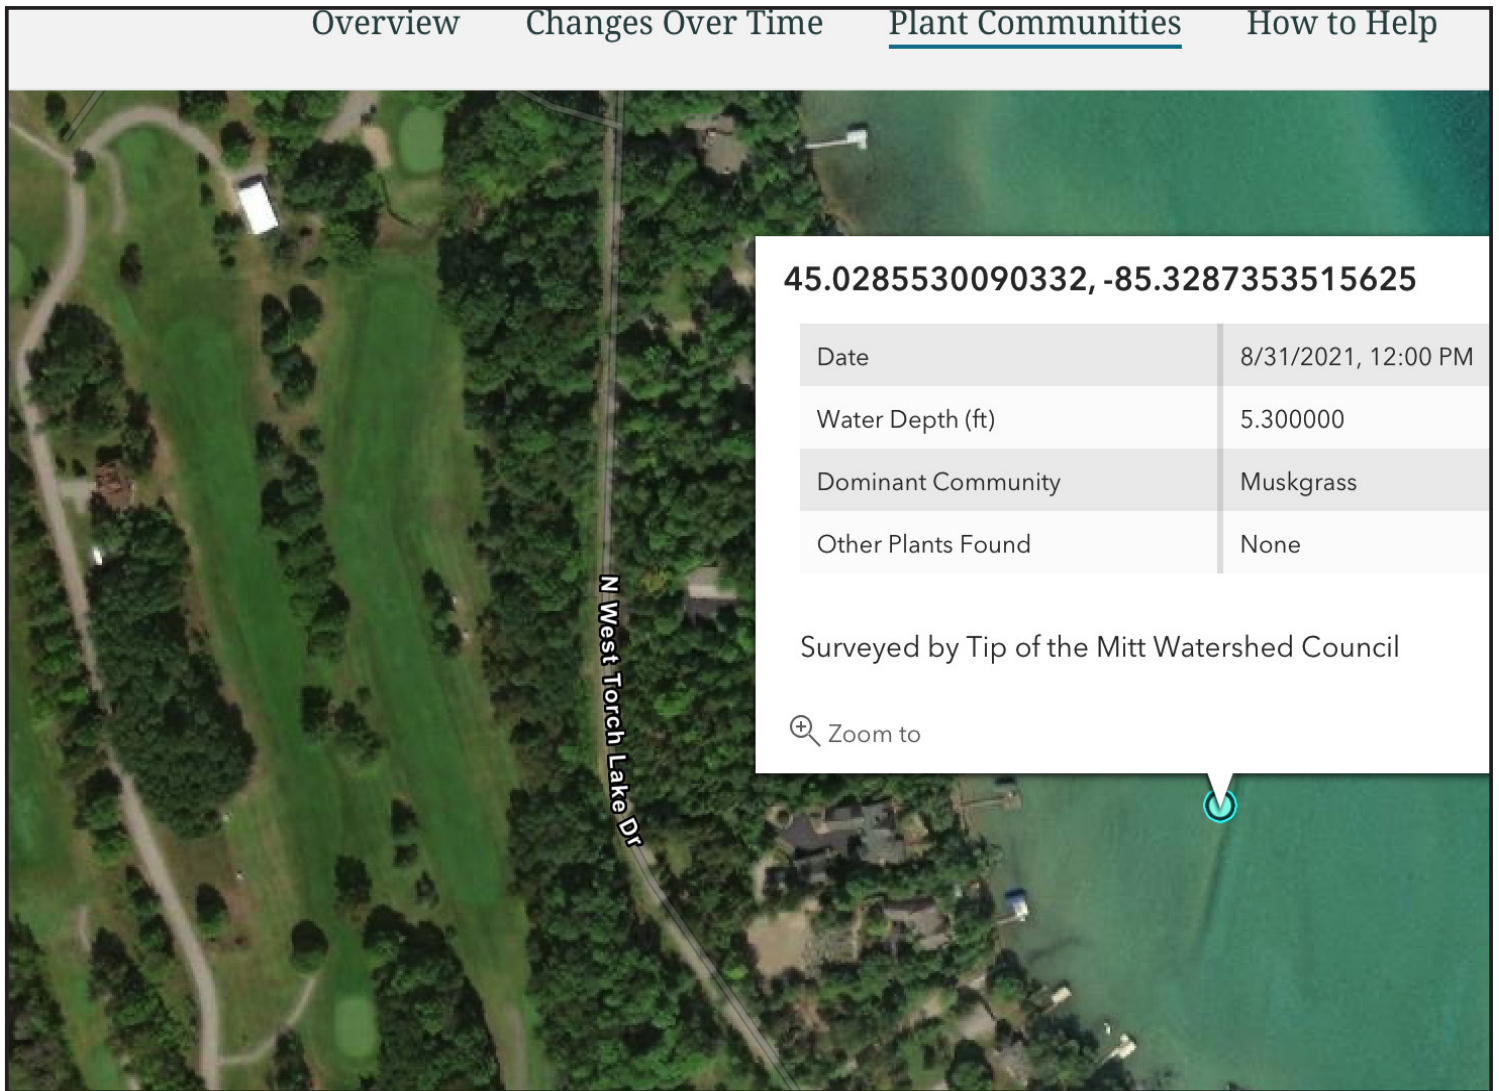 Overview Changes Over Time Plant Communities How to Help
45.0285530090332, -85.3287353515625
Date 8/31/2021, 12:00 PM
Water Depth (ft) 5.300000
Dominant Community Muskgrass
Other Plants Found None
Surveyed by Tip of the Mitt Watershed Council
Zoom to
N West Torch Lake Dr